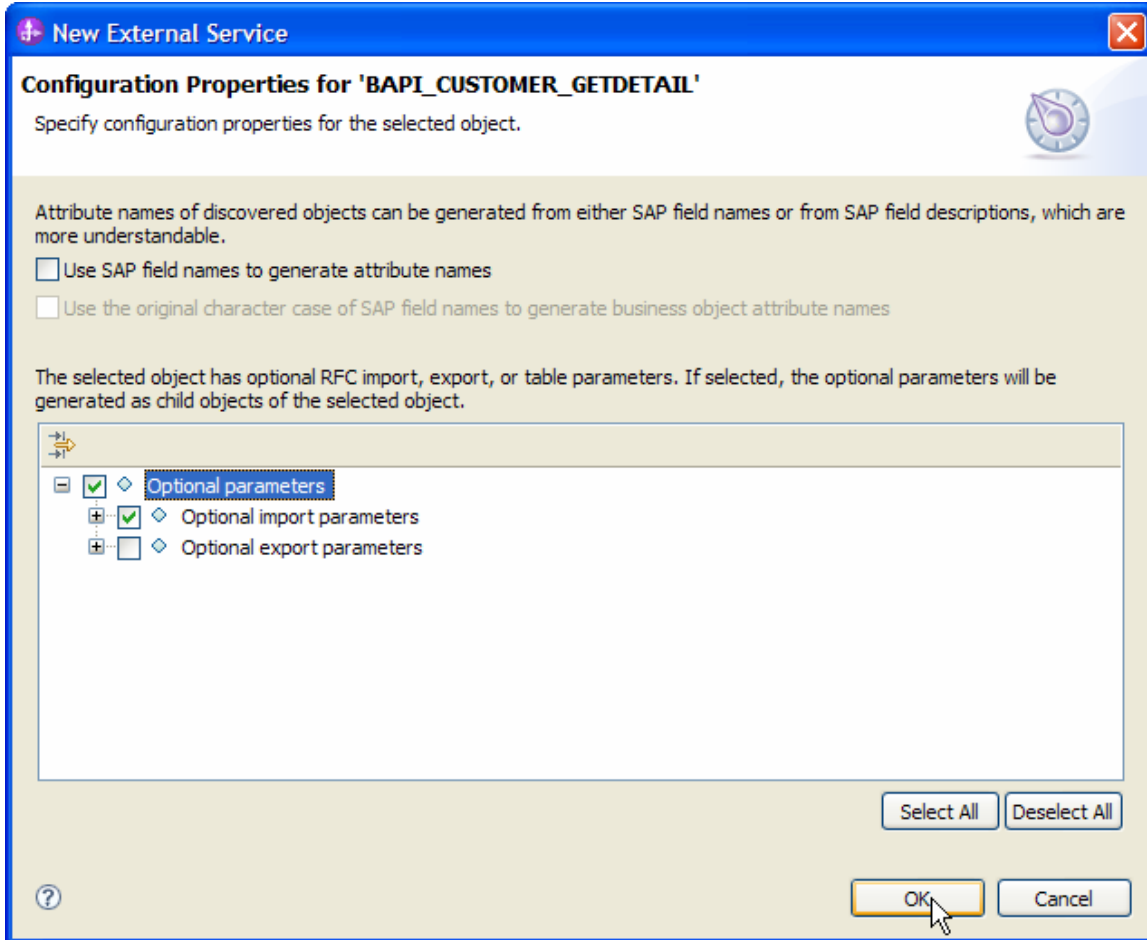 New External Service
Configuration Properties for 'BAPI_CUSTOMER_GETDETAIL'
Specify configuration properties for the selected object.
Attribute names of discovered objects can be generated from either SAP field names or from SAP field descriptions, which are
more understandable.
Use SAP field names to generate attribute names
Use the original character case of SAP field names to generate business object attribute names
The selected object has optional RFC import, export, or table parameters. If selected, the optional parameters will be
generated as child objects of the selected object.
Optional parameters
Optional import parameters
Optional export parameters
Select All
Deselect All
?
OK
Cancel